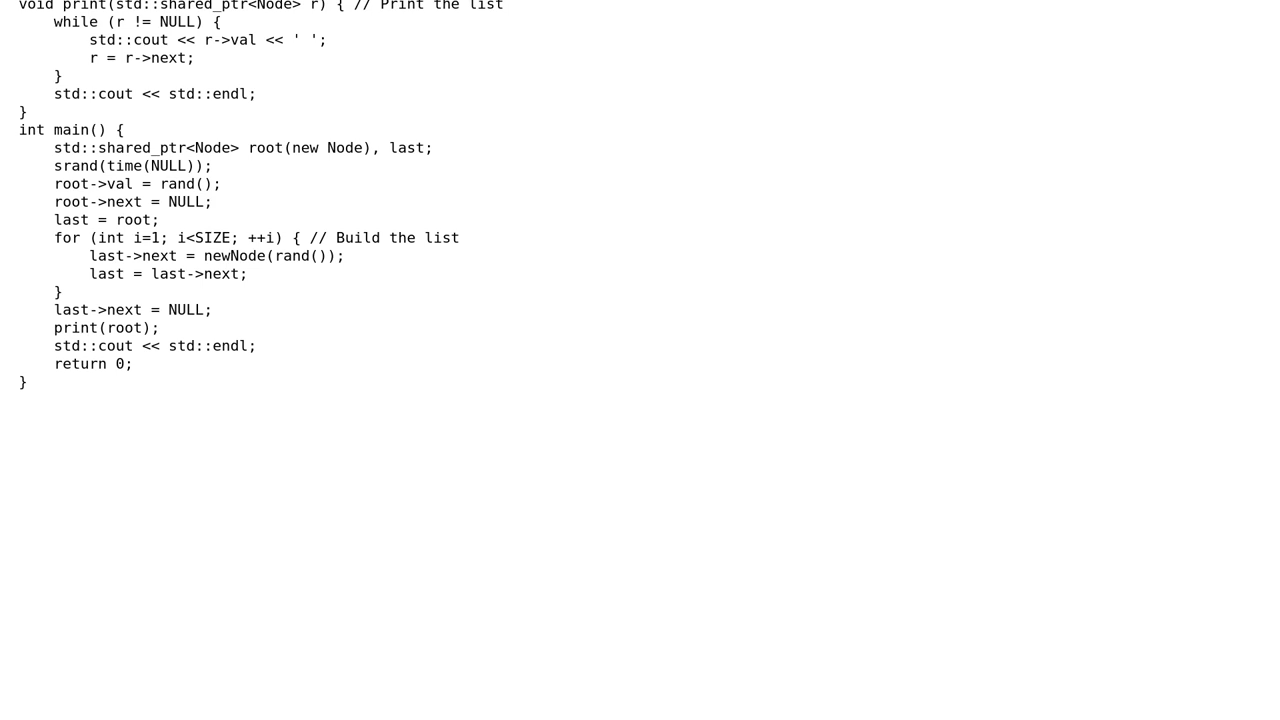 void print(std::shared_ptr<Node> r) { // Print the list
    while (r != NULL) {
        std::cout << r->val << ' ';
        r = r->next;
    }
    std::cout << std::endl;
}
int main() {
    std::shared_ptr<Node> root(new Node), last;
    srand(time(NULL));
    root->val = rand();
    root->next = NULL;
    last = root;
    for (int i=1; i<SIZE; ++i) { // Build the list
        last->next = newNode(rand());
        last = last->next;
    }
    last->next = NULL;
    print(root);
    std::cout << std::endl;
    return 0;
}